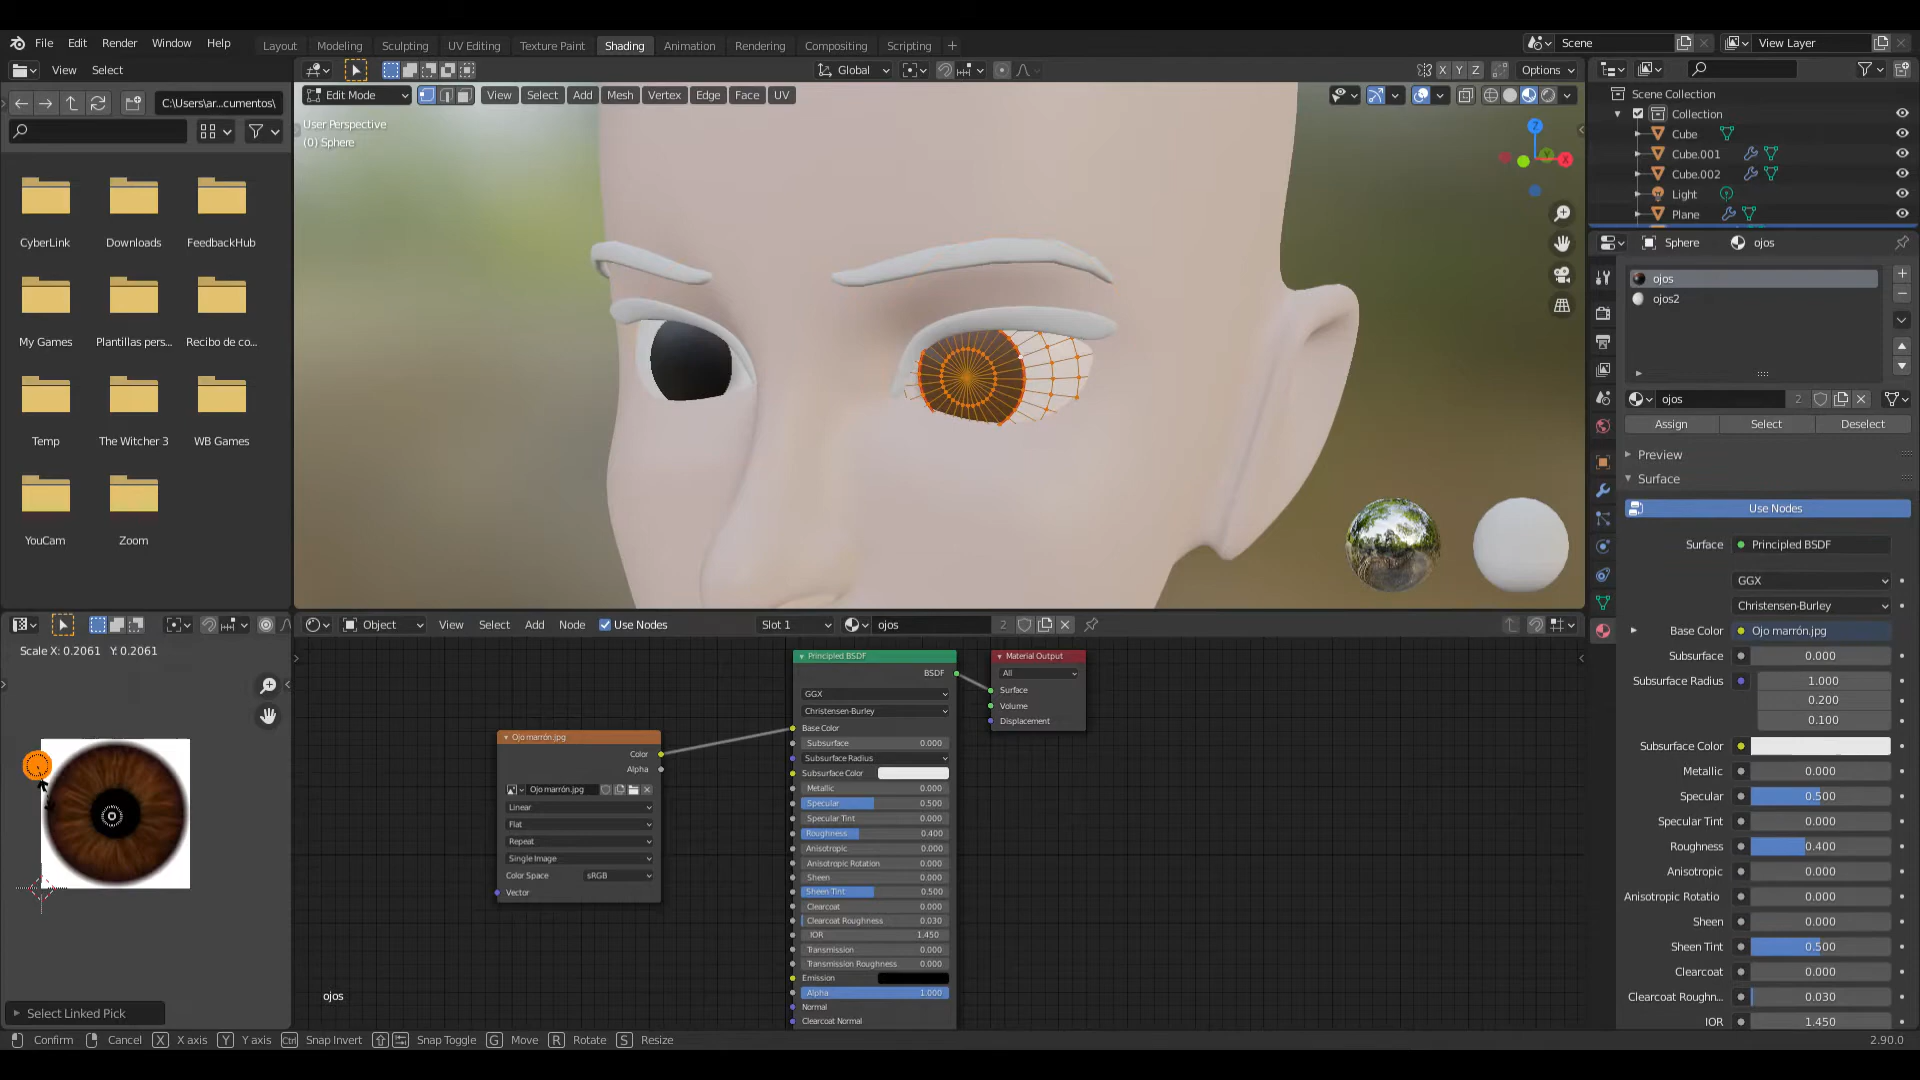 File Edit Render Window Help
Layout Modeling Sculpting UV Editing Texture Paint Shading Animation Rendering Compositing Scripting +
Scene
View Layer
View Select
Global
X Y Z
Options
C:\Users\ar...cumentos\
Edit Mode
View Select Add Mesh Vertex Edge Face UV
User Perspective
(0) Sphere
Z
Y
X
CyberLink
Downloads
FeedbackHub
My Games
Plantillas pers...
Recibo de co...
Temp
The Witcher 3
WB Games
YouCam
Zoom
Scene Collection
Collection
Cube
Cube.001
Cube.002
Light
Plane
Sphere
ojos
ojos
ojos2
ojos
2
Assign
Select
Deselect
Preview
Surface
Use Nodes
Surface
Principled BSDF
GGX
Christensen-Burley
Base Color
Ojo marrón.jpg
Subsurface
0.000
Subsurface Radius
1.000
0.200
0.100
Subsurface Color
Metallic
0.000
Specular
0.500
Specular Tint
0.000
Roughness
0.400
Anisotropic
0.000
Anisotropic Rotatio
0.000
Sheen
0.000
Sheen Tint
0.500
Clearcoat
0.000
Clearcoat Roughn...
0.030
IOR
1.450
Scale X: 0.2061 Y: 0.2061
Select Linked Pick
Object
View Select Add Node
Use Nodes
Slot 1
ojos
2
Ojo marrón.jpg
Color
Alpha
Ojo marrón.jpg
Linear
Flat
Repeat
Single Image
Color Space
sRGB
Vector
Principled BSDF
BSDF
GGX
Christensen-Burley
Base Color
Subsurface 0.000
Subsurface Radius
Subsurface Color
Metallic 0.000
Specular 0.500
Specular Tint 0.000
Roughness 0.400
Anisotropic 0.000
Anisotropic Rotation 0.000
Sheen 0.000
Sheen Tint 0.500
Clearcoat 0.000
Clearcoat Roughness 0.030
IOR 1.450
Transmission 0.000
Transmission Roughness 0.000
Emission
Alpha 1.000
Normal
Clearcoat Normal
Material Output
All
Surface
Volume
Displacement
ojos
Confirm Cancel X X axis Y Y axis Ctrl Snap Invert Snap Toggle G Move R Rotate S Resize
2.90.0